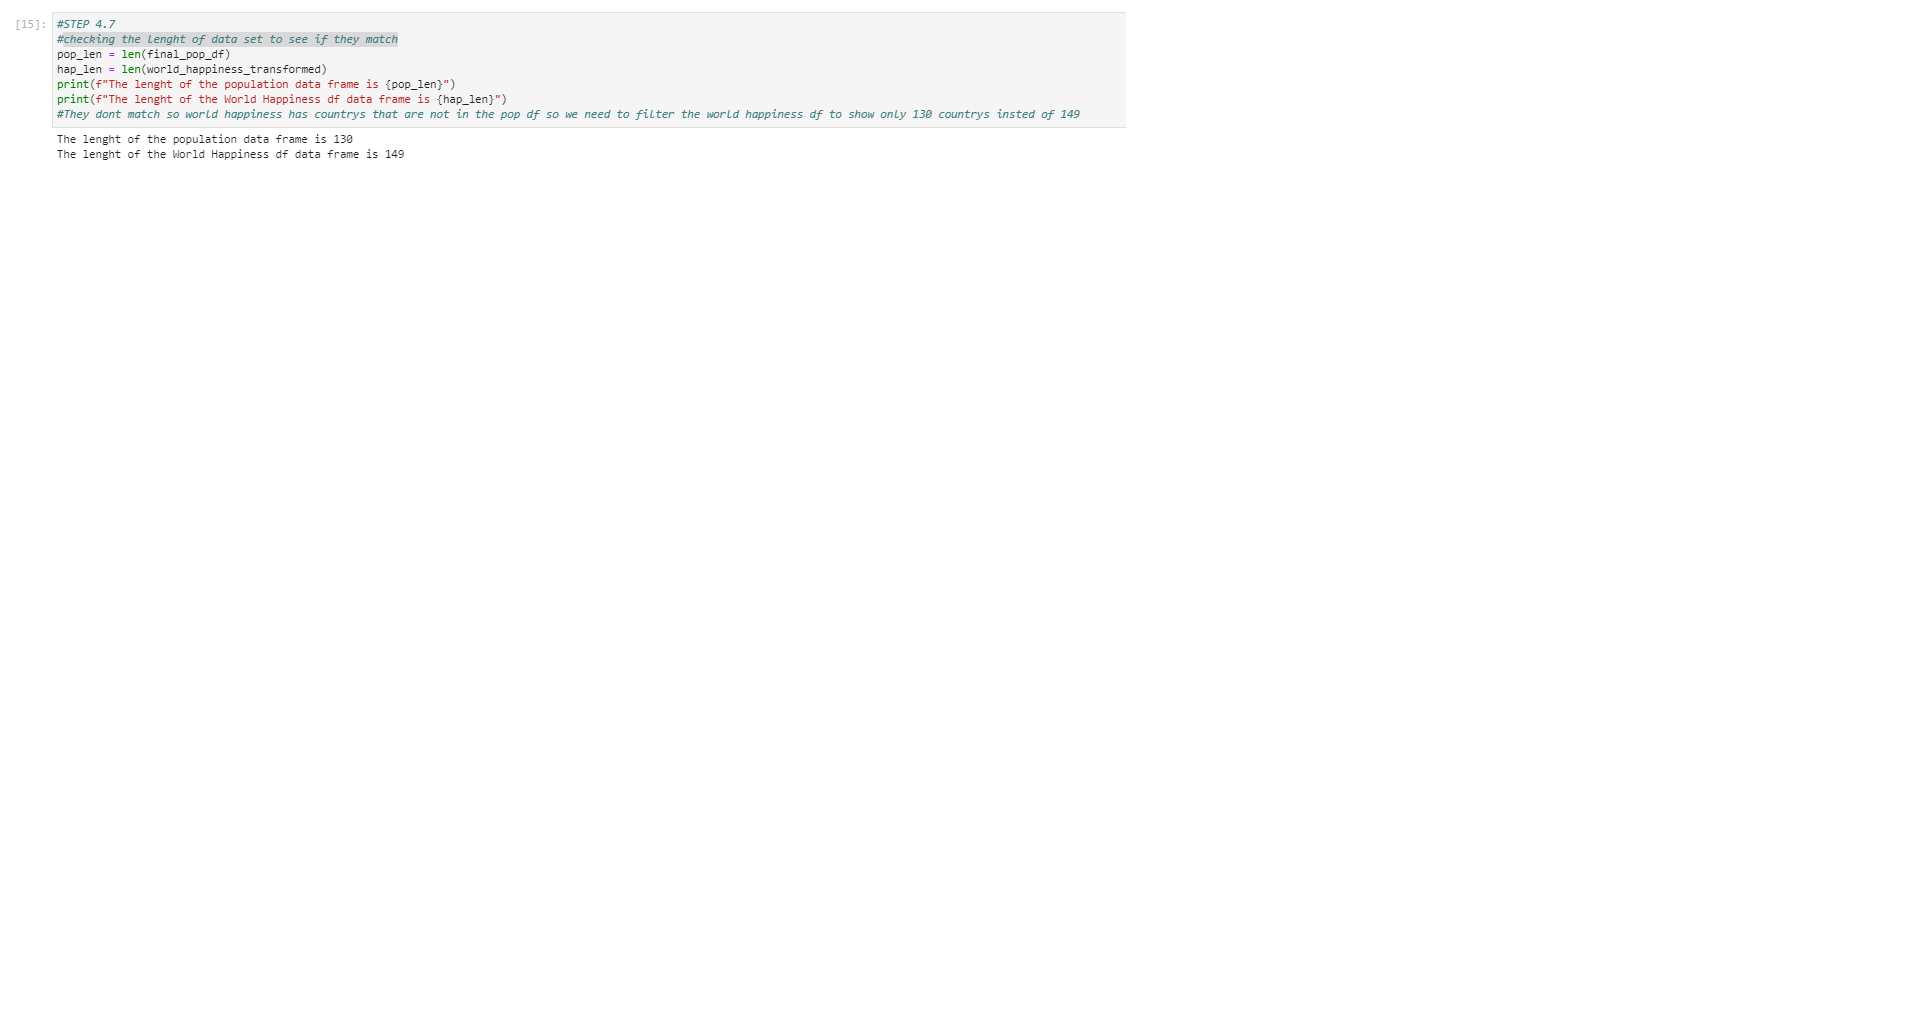 [15]: #STEP 4.7
#checking the lenght of data set to see if they match
pop_len = len(final_pop_df)
hap_len = len(world_happiness_transformed)
print(f"The lenght of the population data frame is {pop_len}")
print(f"The lenght of the World Happiness df data frame is {hap_len}")
#They dont match so world happiness has countrys that are not in the pop df so we need to filter the world happiness df to show only 130 countrys insted of 149
The lenght of the population data frame is 130
The lenght of the World Happiness df data frame is 149